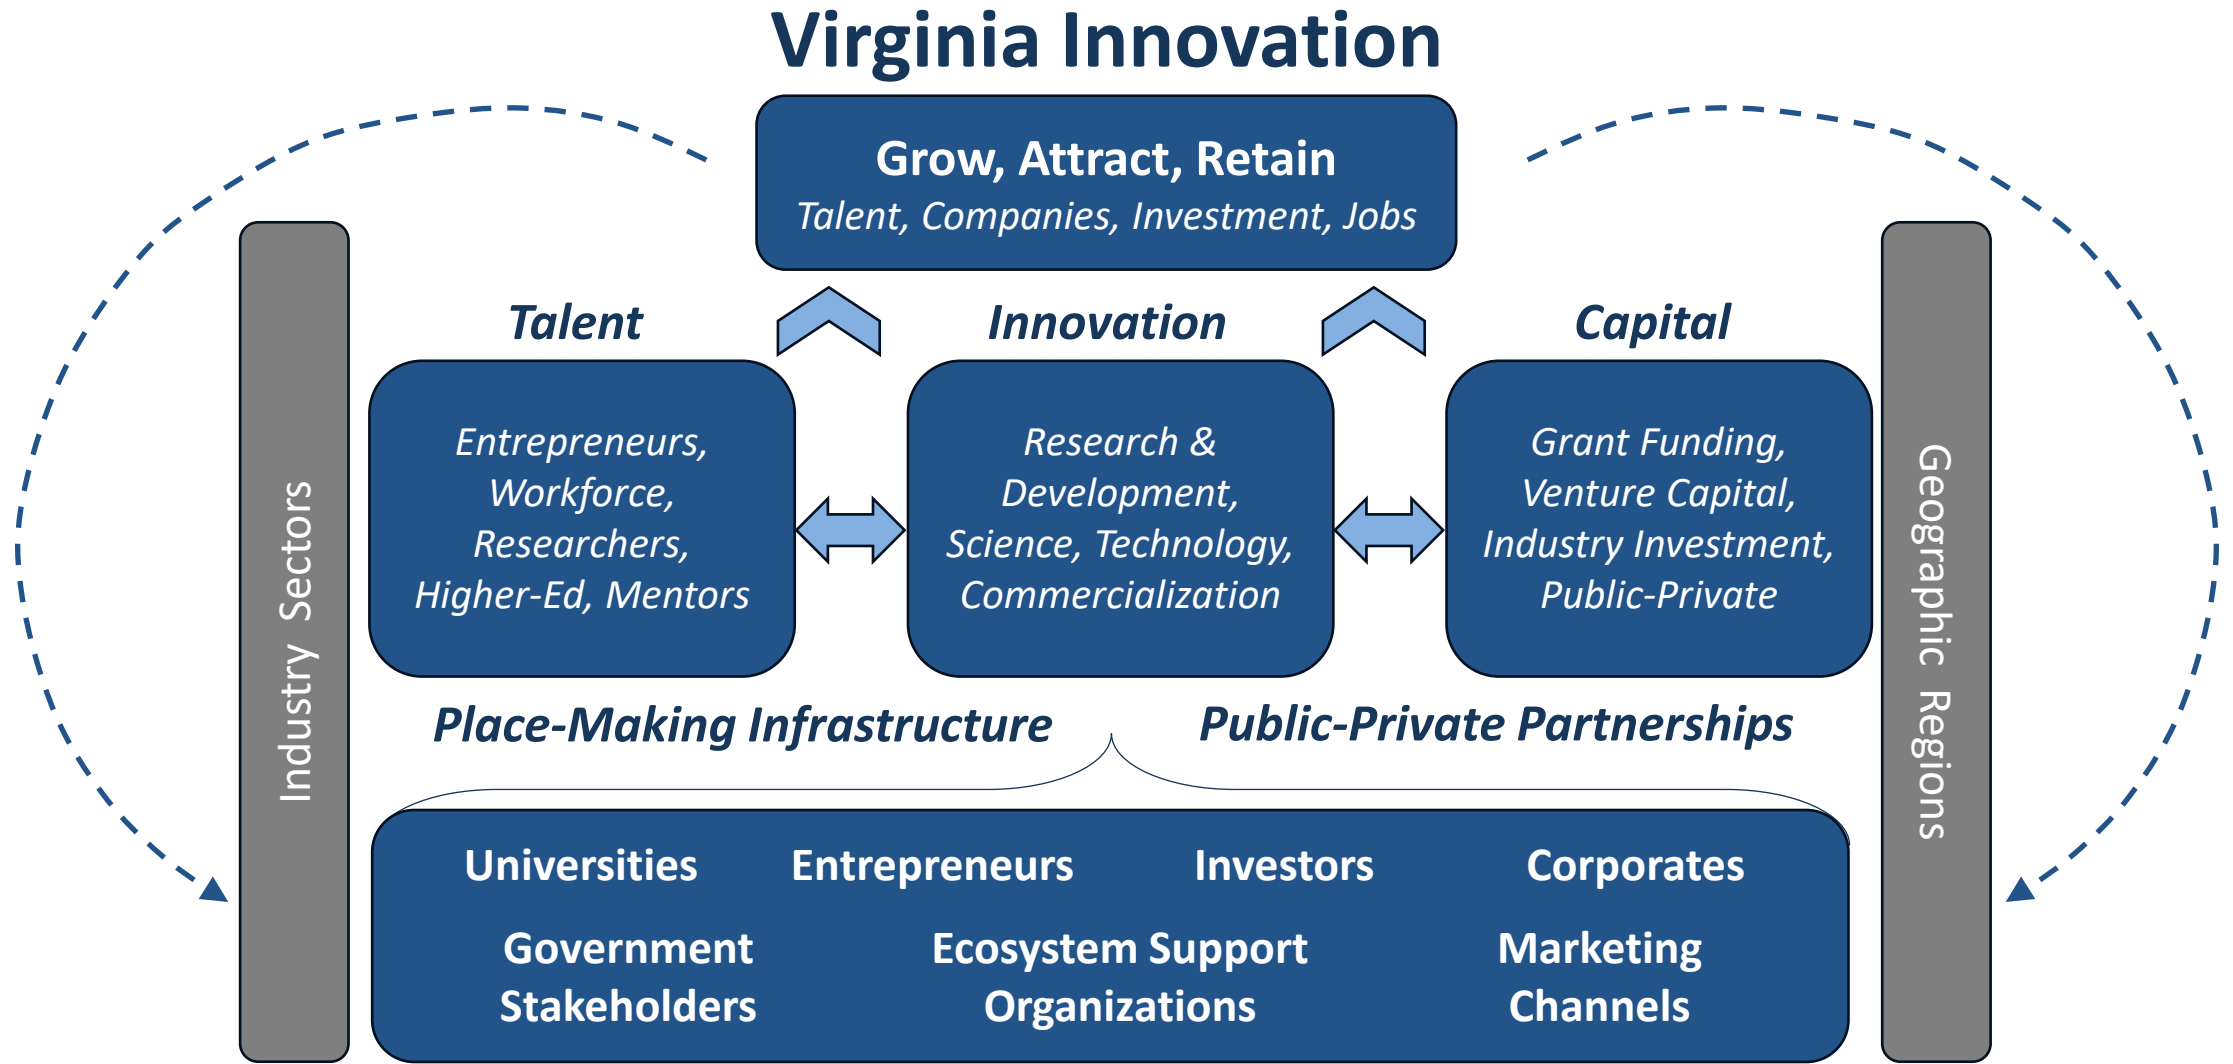 Virginia Innovation
Grow, Attract, Retain
Talent, Companies, Investment, Jobs
Industry Sectors
Talent
Entrepreneurs,
Workforce,
Researchers,
Higher-Ed, Mentors
Innovation
Research &
Development,
Science, Technology,
Commercialization
Capital
Grant Funding,
Venture Capital,
Industry Investment,
Public-Private
Geographic Regions
Place-Making Infrastructure
Public-Private Partnerships
Universities
Entrepreneurs
Investors
Corporates
Government
Stakeholders
Ecosystem Support
Organizations
Marketing
Channels